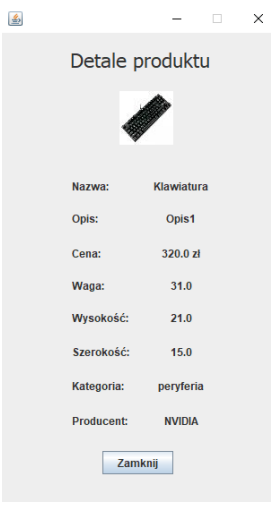 Detale produktu
Nazwa: Klawiatura
Opis: Opis1
Cena: 320.0 zł
Waga: 31.0
Wysokość: 21.0
Szerokość: 15.0
Kategoria: peryferia
Producent: NVIDIA
Zamknij